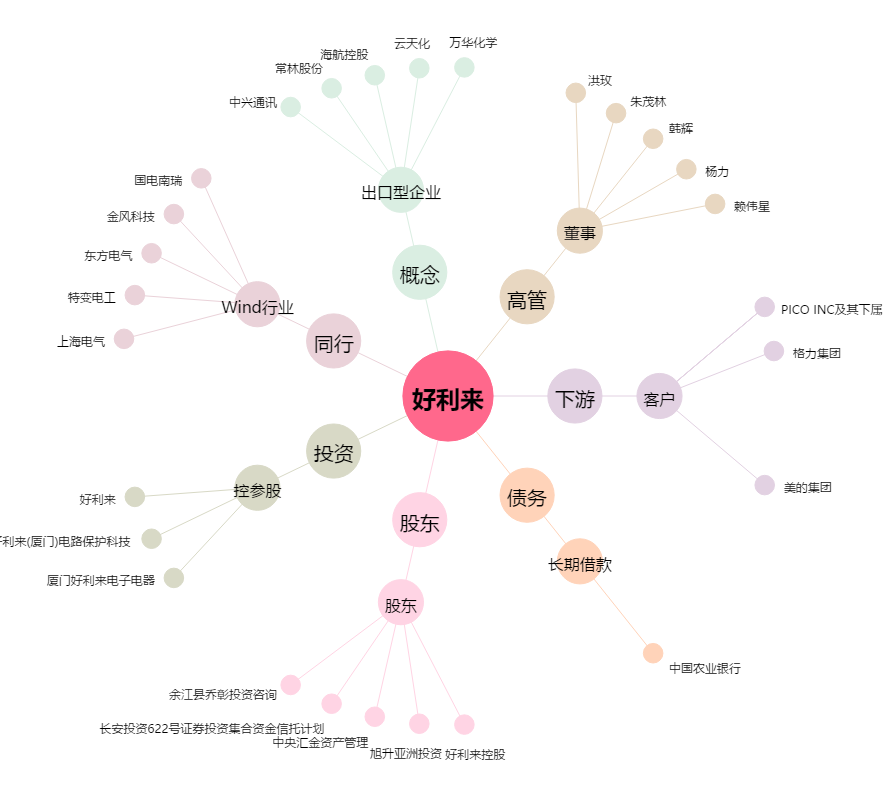 好利来
概念
出口型企业
中兴通讯
常林股份
海航控股
云天化
万华化学
高管
董事
洪玫
朱茂林
韩辉
杨力
赖伟星
下游
客户
PICO INC及其下属
格力集团
美的集团
债务
长期借款
中国农业银行
股东
股东
好利来控股
旭升亚洲投资
中央汇金资产管理
长安投资622号证券投资集合资金信托计划
余江县乔彰投资咨询
投资
控参股
好利来
好利来(厦门)电路保护科技
厦门好利来电子电器
同行
Wind行业
国电南瑞
金风科技
东方电气
特变电工
上海电气